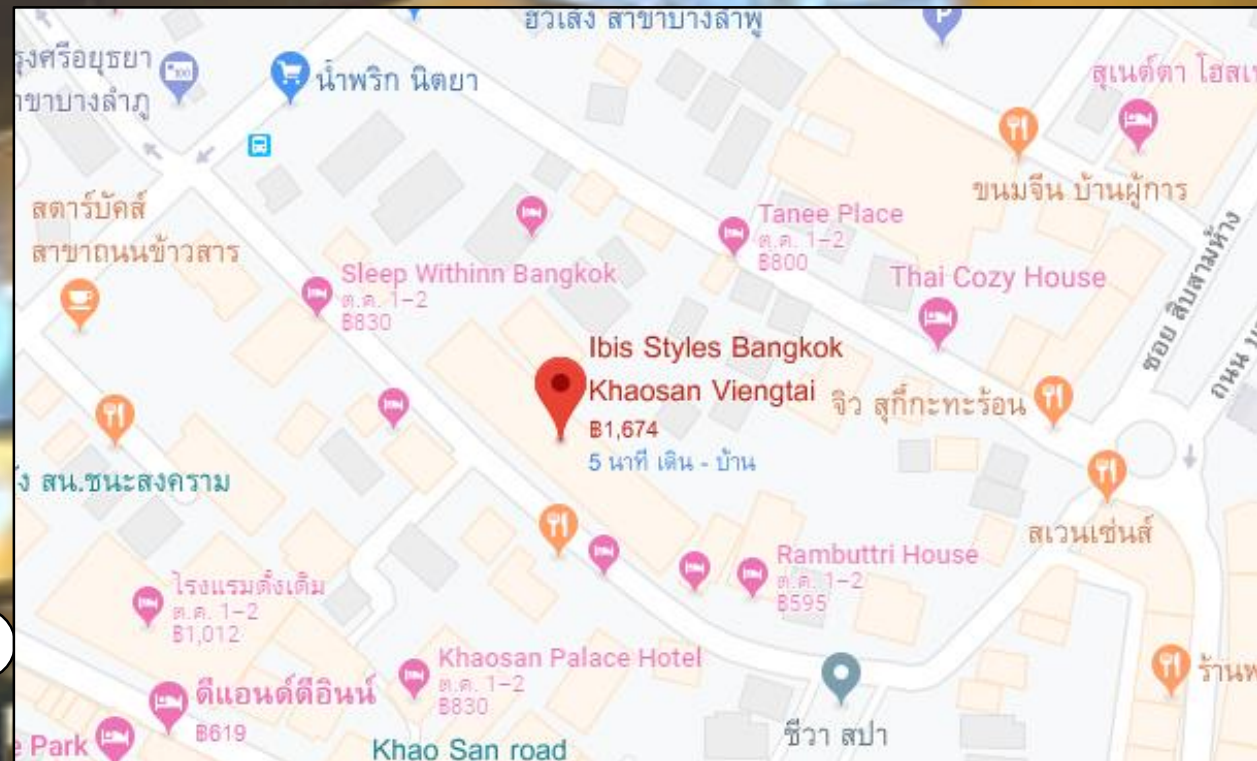 ฮั่วเส็ง สาขาบางลำพู
รุงศรีอยุธยา
าขาบางลำภู
น้ำพริก นิตยา
สุเนต์ตา โฮสเ
ขนมจีน บ้านผู้การ
สตาร์บัคส์
สาขาถนนข้าวสาร
Tanee Place
ต.ค. 1–2
฿800
Sleep Withinn Bangkok
ต.ค. 1–2
฿830
Thai Cozy House
ซอย สิบสามห้าง
ถนน
Ibis Styles Bangkok
Khaosan Viengtai
฿1,674
5 นาที เดิน - บ้าน
จิว สุกี้กะทะร้อน
สน.ชนะสงคราม
สเวนเซ่นส์
Rambuttri House
ต.ค. 1–2
฿595
โรงแรมดั้งเดิม
ต.ค. 1–2
฿1,012
Khaosan Palace Hotel
ต.ค. 1–2
฿830
ดีแอนด์ดีอินน์
฿619
ร้านพ
ชีวา สปา
e Park
Khao San road